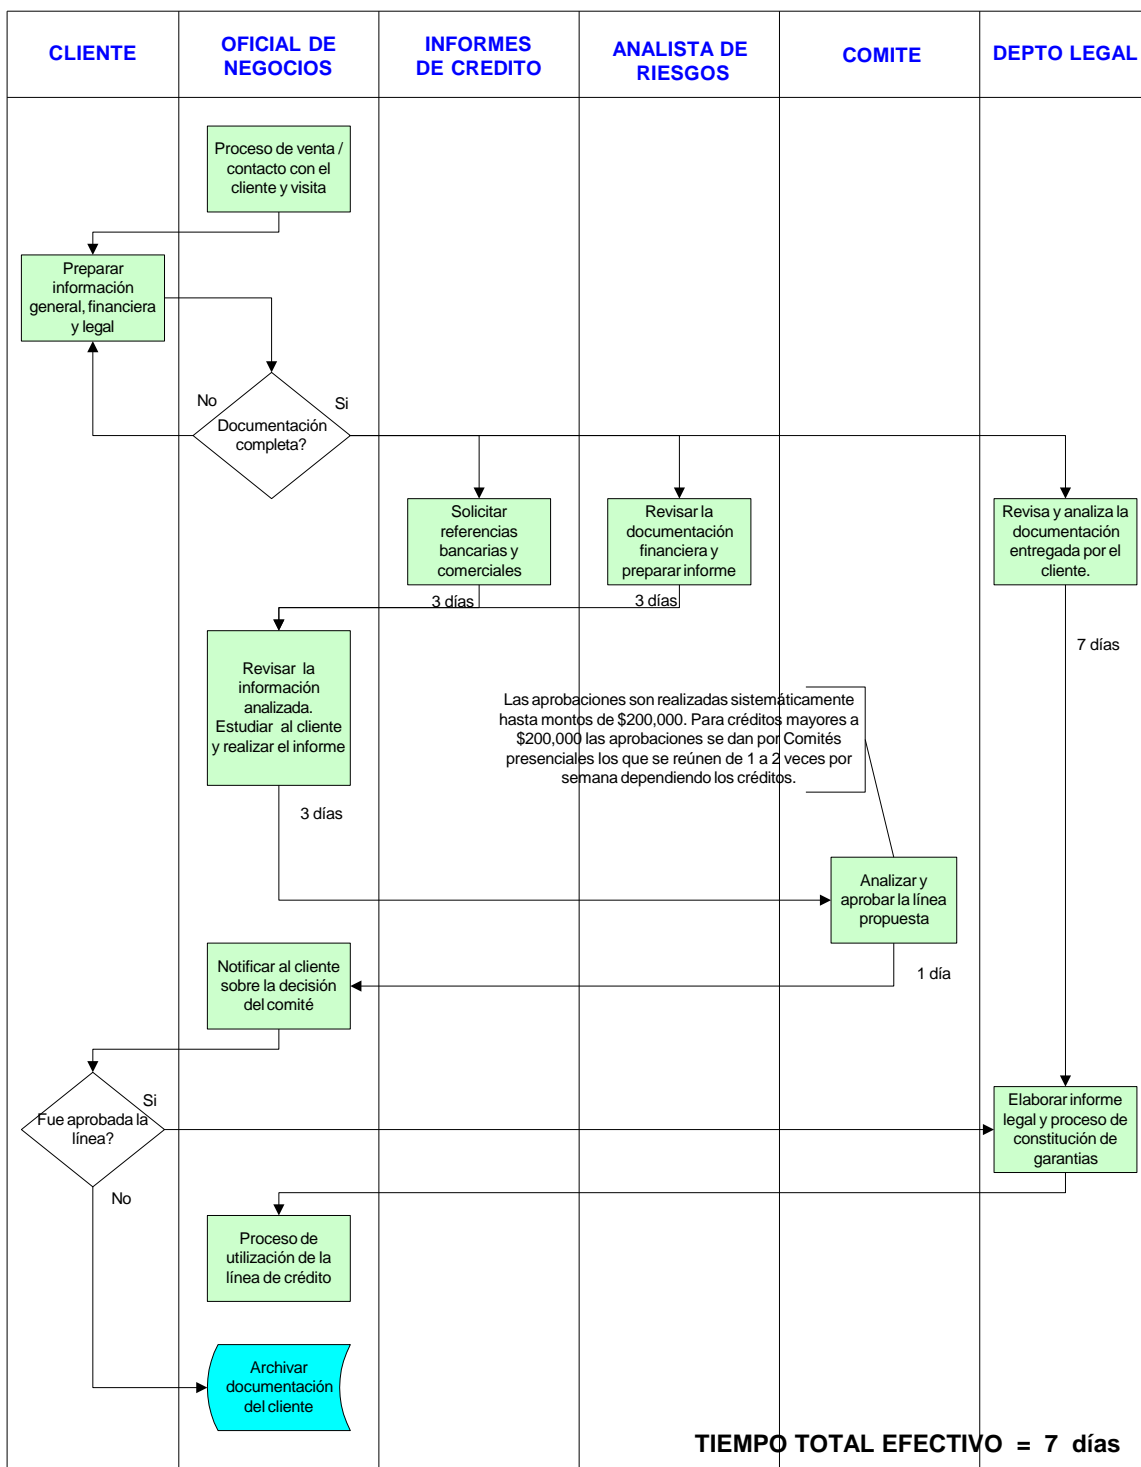 CLIENTE
OFICIAL DE
NEGOCIOS
INFORMES
DE CREDITO
ANALISTA DE
RIESGOS
COMITE
DEPTO LEGAL
Proceso de venta /
contacto con el
cliente y visita
Preparar
información
general, financiera
y legal
No
Si
Documentación
completa?
Solicitar
referencias
bancarias y
comerciales
Revisar la
documentación
financiera y
preparar informe
Revisa y analiza la
documentación
entregada por el
cliente.
3 días
3 días
7 días
Revisar la
información
analizada.
Estudiar al cliente
y realizar el informe
Las aprobaciones son realizadas sistemáticamente
hasta montos de $200,000. Para créditos mayores a
$200,000 las aprobaciones se dan por Comités
presenciales los que se reúnen de 1 a 2 veces por
semana dependiendo los créditos.
3 días
Analizar y
aprobar la línea
propuesta
1 día
Notificar al cliente
sobre la decisión
del comité
Si
Fue aprobada la
línea?
No
Elaborar informe
legal y proceso de
constitución de
garantias
Proceso de
utilización de la
línea de crédito
Archivar
documentación
del cliente
TIEMPO TOTAL EFECTIVO = 7 días